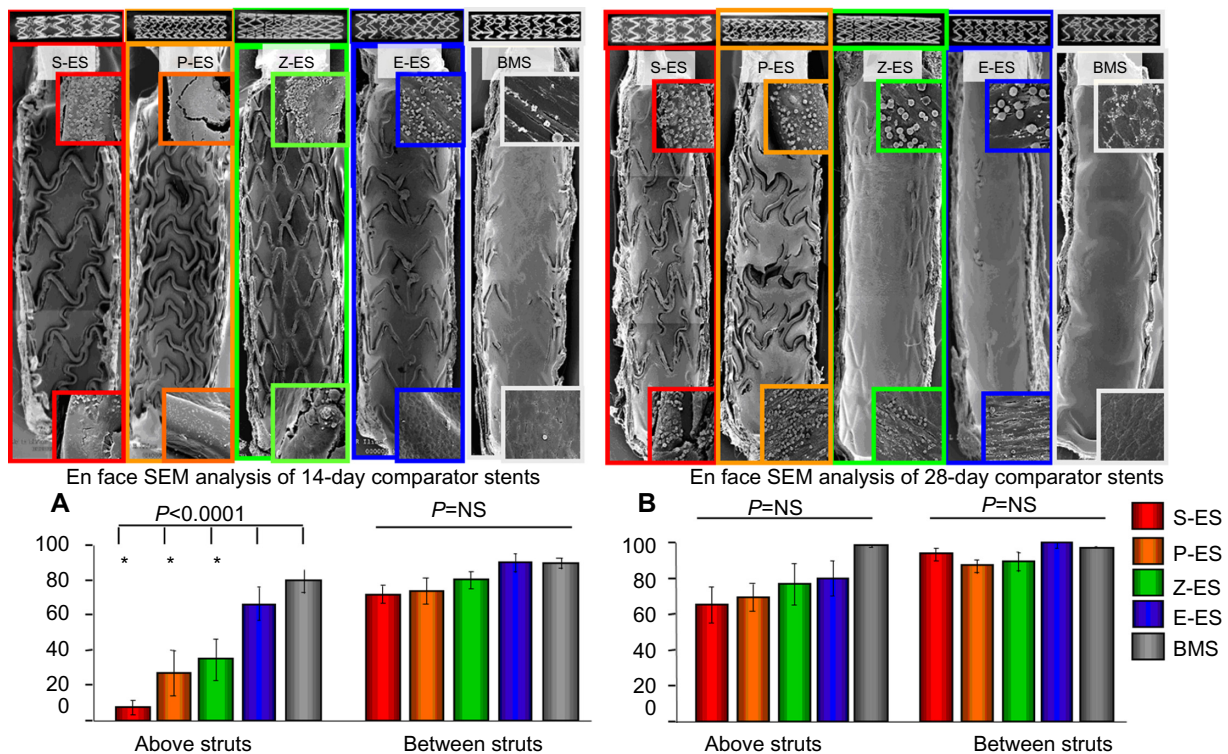 S-ES P-ES Z-ES E-ES BMS
S-ES P-ES Z-ES E-ES BMS
En face SEM analysis of 14-day comparator stents
En face SEM analysis of 28-day comparator stents
A
P<0.0001
P=NS
100
80
60
40
20
0
* * *
Above struts
Between struts
B
P=NS
P=NS
100
80
60
40
20
0
Above struts
Between struts
S-ES
P-ES
Z-ES
E-ES
BMS